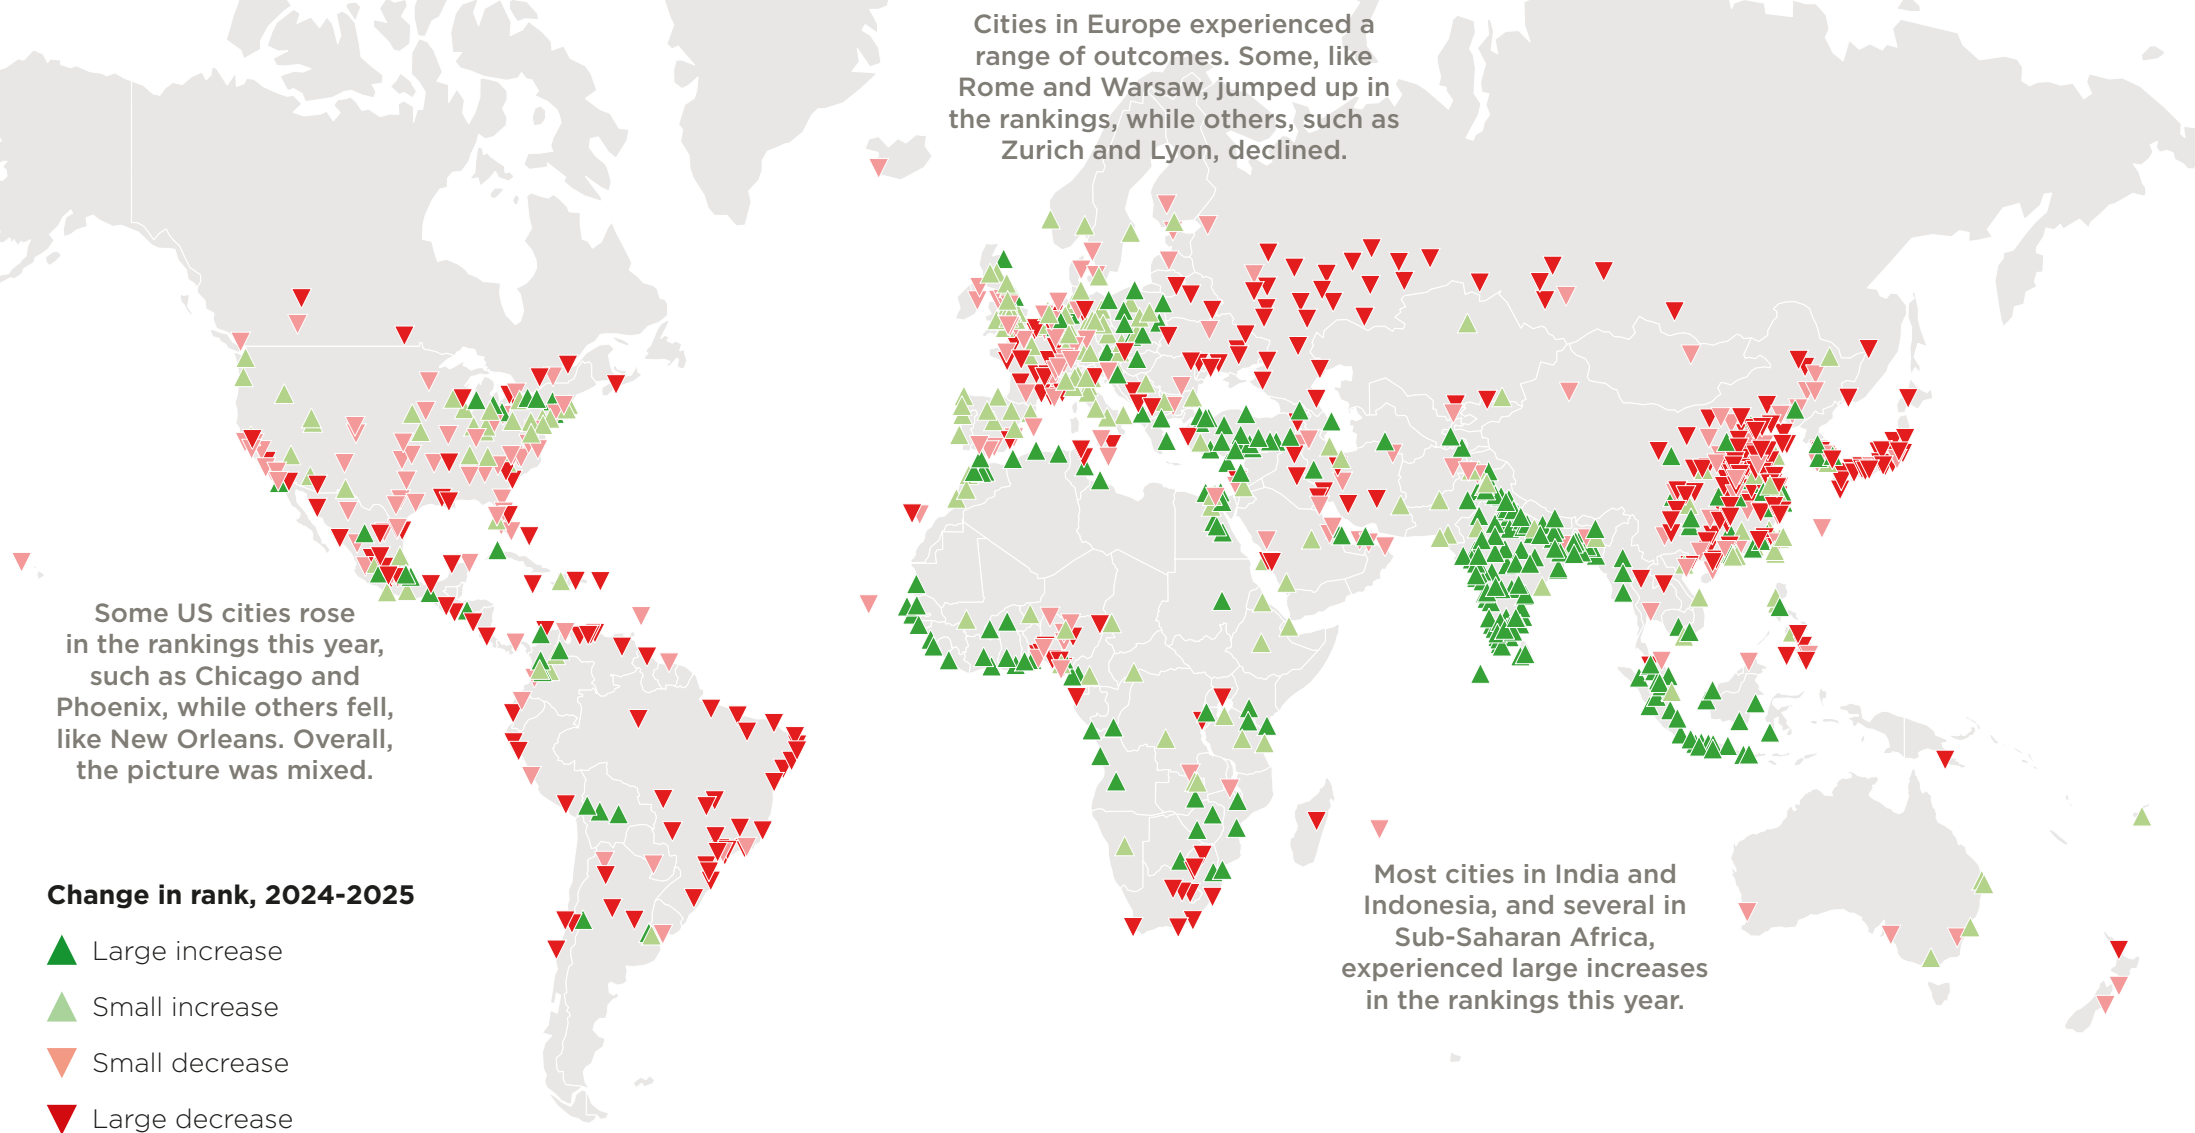 Cities in Europe experienced a
range of outcomes. Some, like
Rome and Warsaw, jumped up in
the rankings, while others, such as
Zurich and Lyon, declined.
Some US cities rose
in the rankings this year,
such as Chicago and
Phoenix, while others fell,
like New Orleans. Overall,
the picture was mixed.
Most cities in India and
Indonesia, and several in
Sub-Saharan Africa,
experienced large increases
in the rankings this year.
Change in rank, 2024-2025
Large increase
Small increase
Small decrease
Large decrease